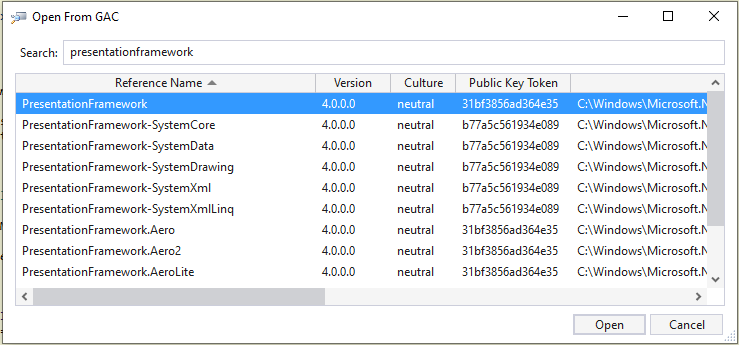 Open From GAC
Search: presentationframework
Reference Name Version Culture Public Key Token
PresentationFramework 4.0.0.0 neutral 31bf3856ad364e35 C:\Windows\Microsoft.N
PresentationFramework-SystemCore 4.0.0.0 neutral b77a5c561934e089 C:\Windows\Microsoft.N
PresentationFramework-SystemData 4.0.0.0 neutral b77a5c561934e089 C:\Windows\Microsoft.N
PresentationFramework-SystemDrawing 4.0.0.0 neutral b77a5c561934e089 C:\Windows\Microsoft.N
PresentationFramework-SystemXml 4.0.0.0 neutral b77a5c561934e089 C:\Windows\Microsoft.N
PresentationFramework-SystemXmlLinq 4.0.0.0 neutral b77a5c561934e089 C:\Windows\Microsoft.N
PresentationFramework.Aero 4.0.0.0 neutral 31bf3856ad364e35 C:\Windows\Microsoft.N
PresentationFramework.Aero2 4.0.0.0 neutral 31bf3856ad364e35 C:\Windows\Microsoft.N
PresentationFramework.AeroLite 4.0.0.0 neutral 31bf3856ad364e35 C:\Windows\Microsoft.N
Open Cancel